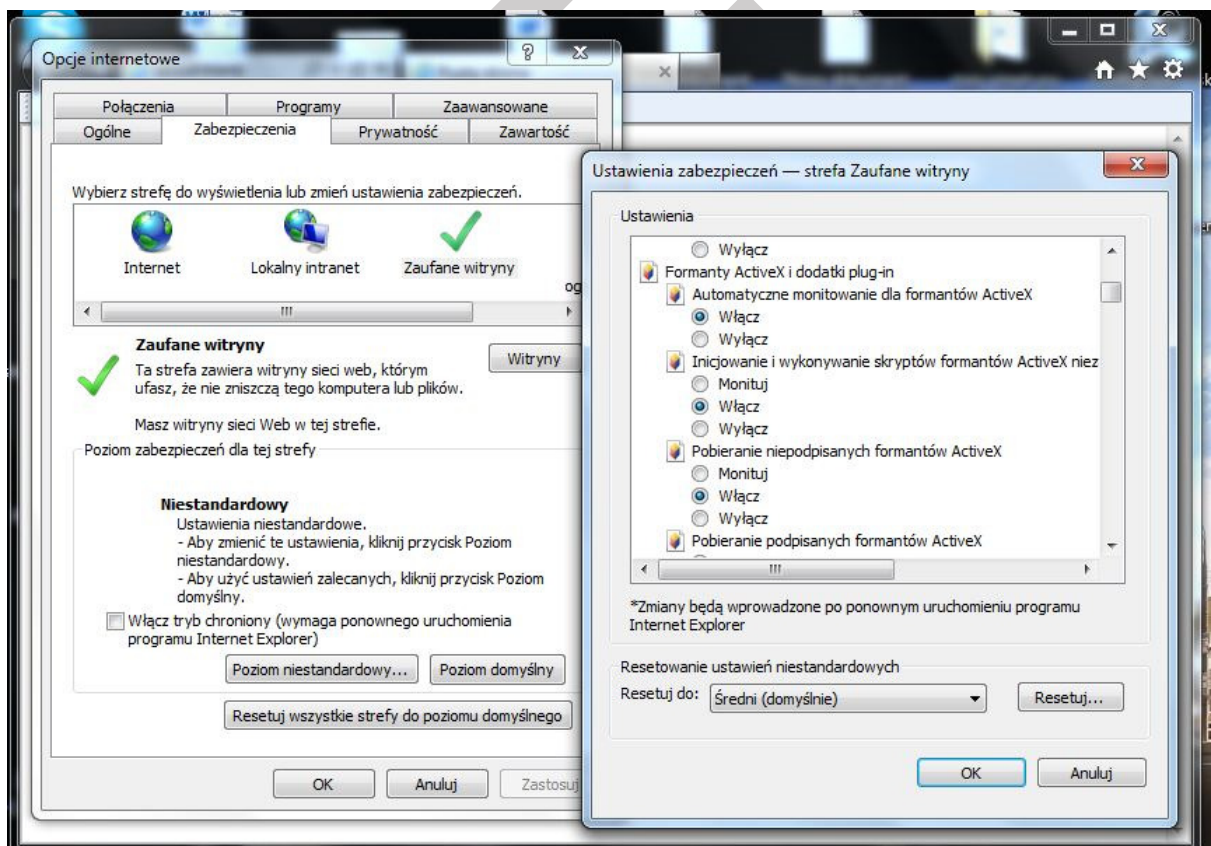 Opcje internetowe
Połączenia
Programy
Zaawansowane
Ogólne
Zabezpieczenia
Prywatność
Zawartość
Wybierz strefę do wyświetlenia lub zmień ustawienia zabezpieczeń.
Internet
Lokalny intranet
Zaufane witryny
og
Zaufane witryny
Ta strefa zawiera witryny sieci web, którym
ufasz, że nie zniszczą tego komputera lub plików.
Witryny
Masz witryny sieci Web w tej strefie.
Poziom zabezpieczeń dla tej strefy
Niestandardowy
Ustawienia niestandardowe.
- Aby zmienić te ustawienia, kliknij przycisk Poziom
niestandardowy.
- Aby użyć ustawień zalecanych, kliknij przycisk Poziom
domyślny.
Włącz tryb chroniony (wymaga ponownego uruchomienia
programu Internet Explorer)
Poziom niestandardowy...
Poziom domyślny
Resetuj wszystkie strefy do poziomu domyślnego
OK
Anuluj
Zastosuj
Ustawienia zabezpieczeń — strefa Zaufane witryny
Ustawienia
Wyłącz
Formanty ActiveX i dodatki plug-in
Automatyczne monitowanie dla formantów ActiveX
Włącz
Wyłącz
Inicjowanie i wykonywanie skryptów formantów ActiveX niez
Monituj
Włącz
Wyłącz
Pobieranie niepodpisanych formantów ActiveX
Monituj
Włącz
Wyłącz
Pobieranie podpisanych formantów ActiveX
*Zmiany będą wprowadzone po ponownym uruchomieniu programu
Internet Explorer
Resetowanie ustawień niestandardowych
Resetuj do:
Średni (domyślnie)
Resetuj...
OK
Anuluj